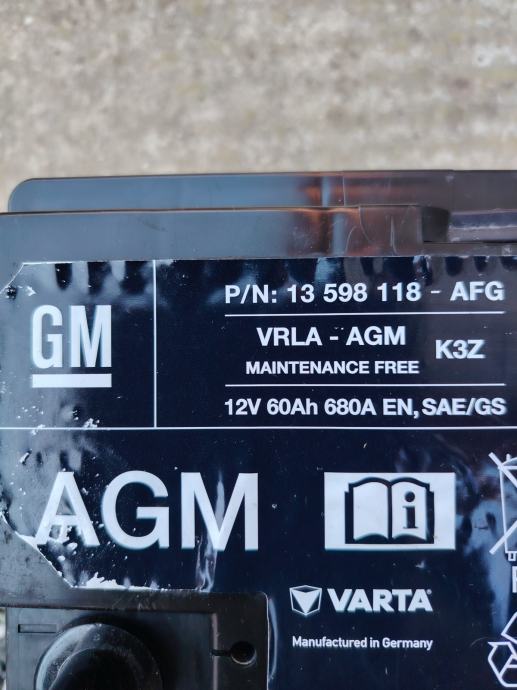 GM
P/N: 13 598 118 - AFG
VRLA - AGM
MAINTENANCE FREE
K3Z
12V 60Ah 680A EN, SAE/GS
AGM
i
VARTA
Manufactured in Germany